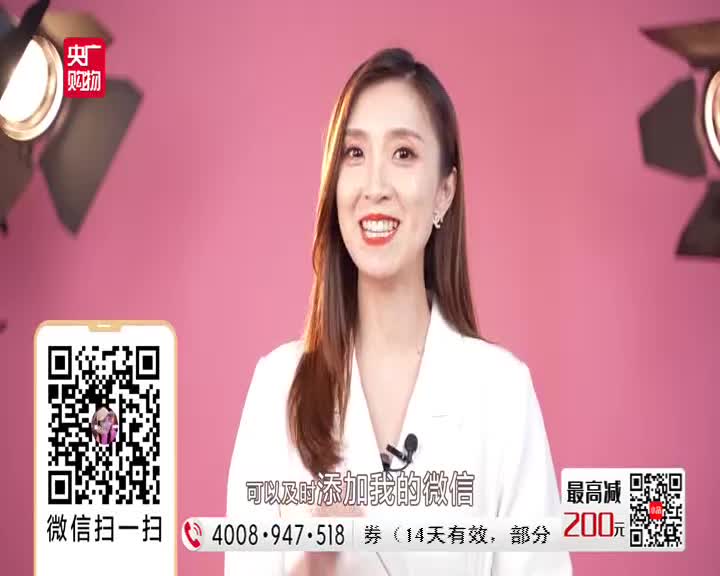 央广
购物
可以及时添加我的微信
微信扫一扫
4008·947·518
券（14天有效，部分
最高减
200元